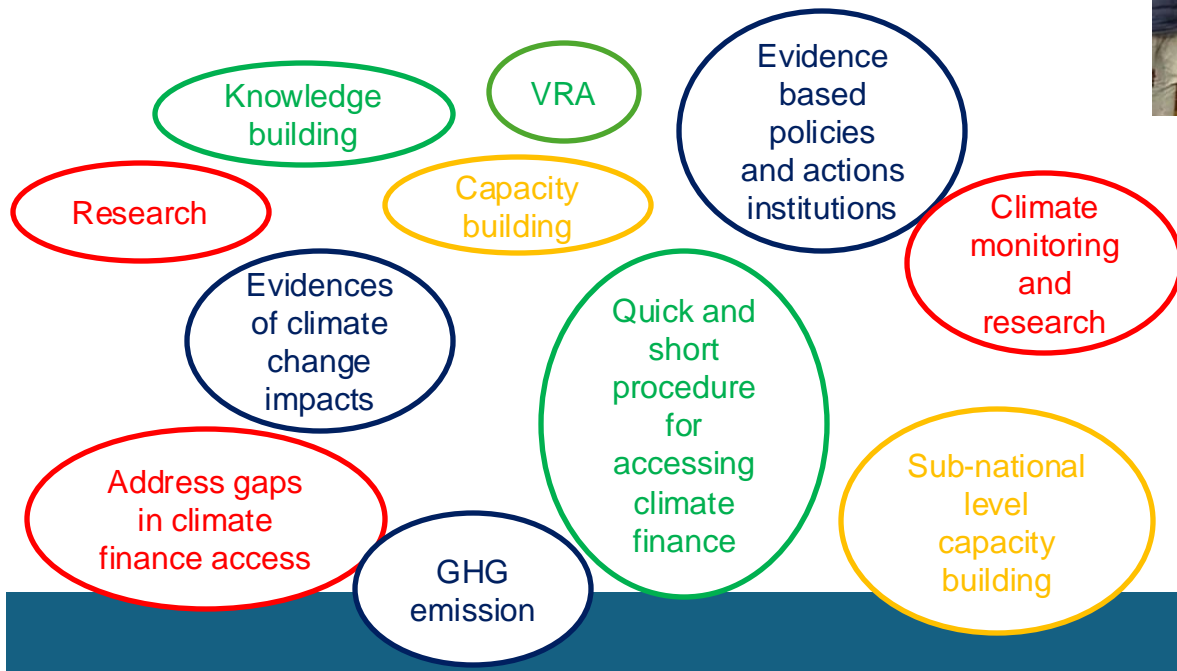 Knowledge
building
VRA
Evidence
based
policies
and actions
institutions
Research
Capacity
building
Climate
monitoring
and
research
Evidences
of climate
change
impacts
Quick and
short
procedure
for
accessing
climate
finance
Address gaps
in climate
finance access
GHG
emission
Sub-national
level
capacity
building